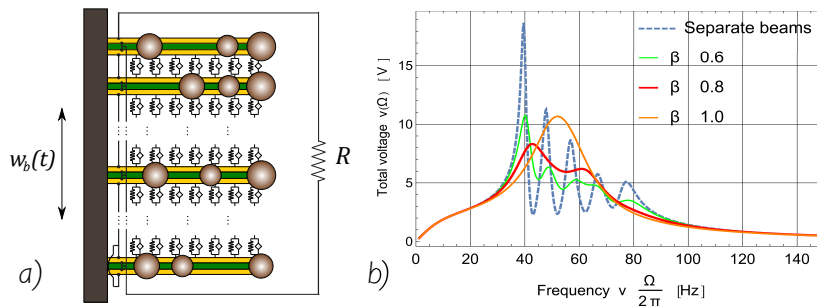 a)
w_b(t)
R
b)
Total voltage v(Ω) [V]
15
10
5
0
0 20 40 60 80 100 120 140
Frequency ν Ω/2π [Hz]
Separate beams
β 0.6
β 0.8
β 1.0